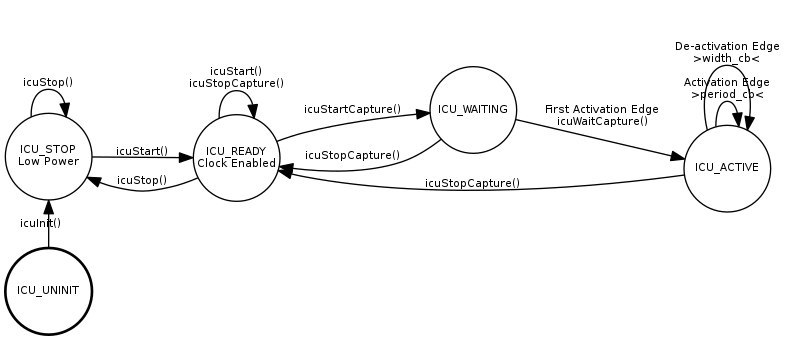 De-activation Edge
>width_cb<
Activation Edge
>period_cb<
icuStop()
icuStart()
icuStopCapture()
icuStartCapture()
ICU_WAITING
First Activation Edge
icuWaitCapture()
ICU_STOP
Low Power
icuStart()
ICU_READY
Clock Enabled
icuStopCapture()
ICU_ACTIVE
icuStop()
icuStopCapture()
icuInit()
ICU_UNINIT